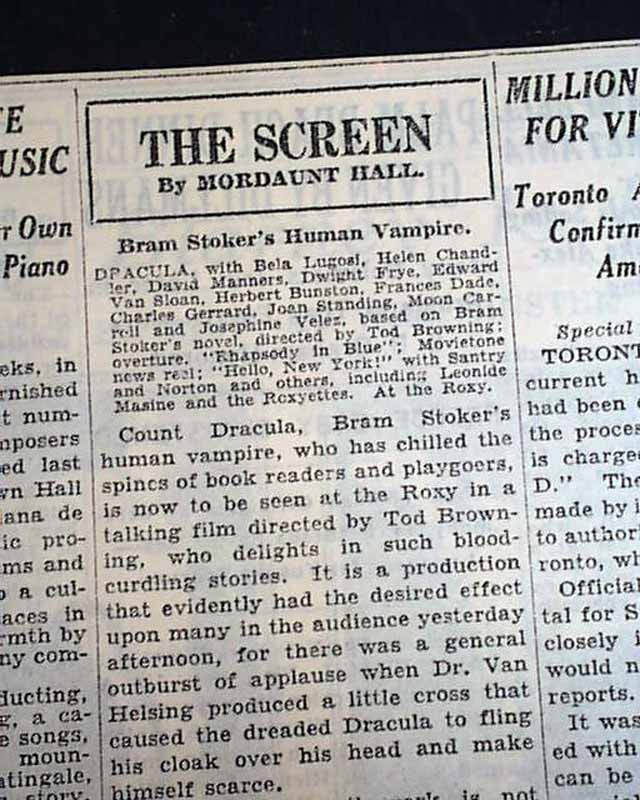 TE
USIC
r Own
Piano
eks, in
rnished
t num-
mposers
ed last
wn Hall
ana de
ic pro-
ms and
o a cul-
aces in
rmth by
ny com-
ducting,
g, a ca-
e songs,
moun-
tingale,
story.
THE SCREEN
By MORDAUNT HALL.
Bram Stoker's Human Vampire.
DRACULA, with Bela Lugosi, Helen Chand-
ler, David Manners, Dwight Frye, Edward
Van Sloan, Herbert Bunston, Frances Dade,
Charles Gerrard, Joan Standing, Moon Car-
roll and Josephine Velez, based on Bram
Stoker's novel, directed by Tod Browning;
overture, "Rhapsody in Blue"; Movietone
news reel; "Hello, New York!" with Santry
and Norton and others, including Leonide
Masine and the Roxyettes. At the Roxy.
Count Dracula, Bram Stoker's
human vampire, who has chilled the
spines of book readers and playgoers,
is now to be seen at the Roxy in a
talking film directed by Tod Brown-
ing, who delights in such blood-
curdling stories. It is a production
that evidently had the desired effect
upon many in the audience yesterday
afternoon, for there was a general
outburst of applause when Dr. Van
Helsing produced a little cross that
caused the dreaded Dracula to fling
his cloak over his head and make
himself scarce.
is not
MILLION
FOR VI
Toronto A
Confirm
Am
Special
TORONT
current h
had been
the proces
is charge
D." The
made by i
to authori
ronto, wh
Official
tal for S
closely i
would n
reports.
It was
ed with
can be